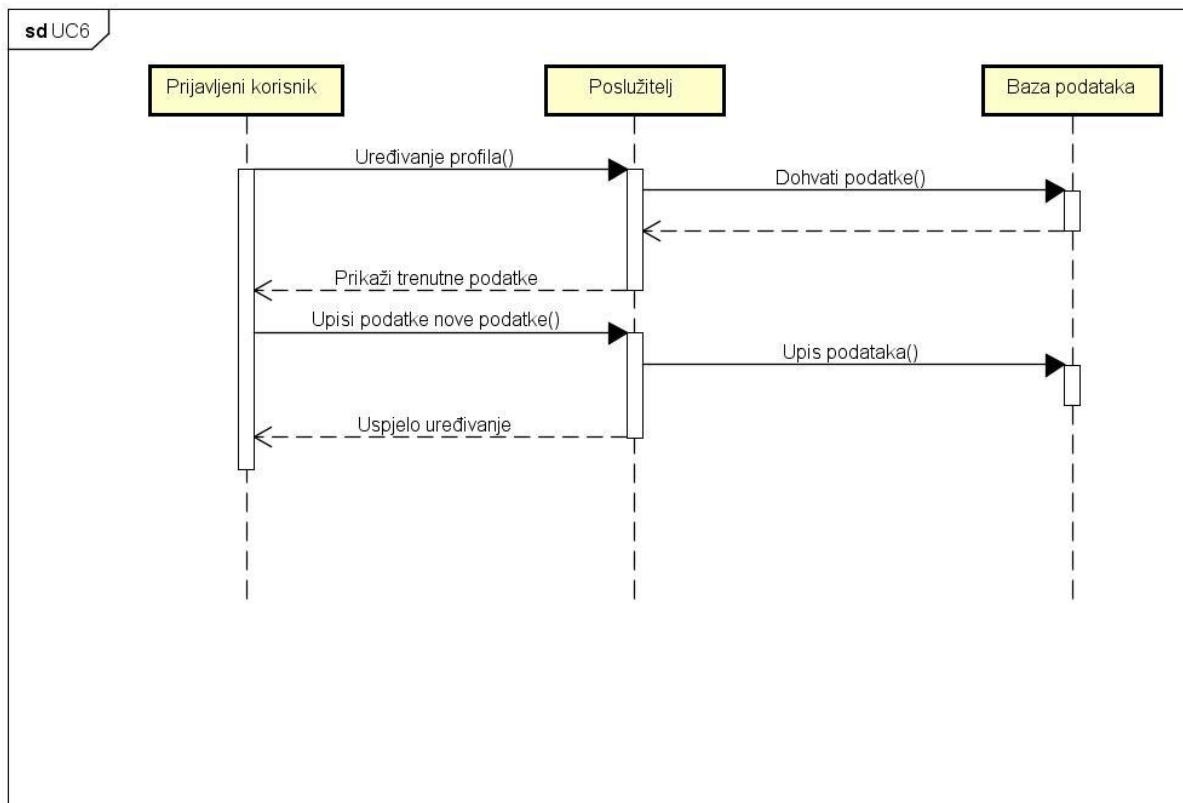 sd UC6
Prijavljeni korisnik
Poslužitelj
Baza podataka
Uređivanje profila()
Dohvati podatke()
Prikaži trenutne podatke
Upisi podatke nove podatke()
Upis podataka()
Uspjelo uređivanje